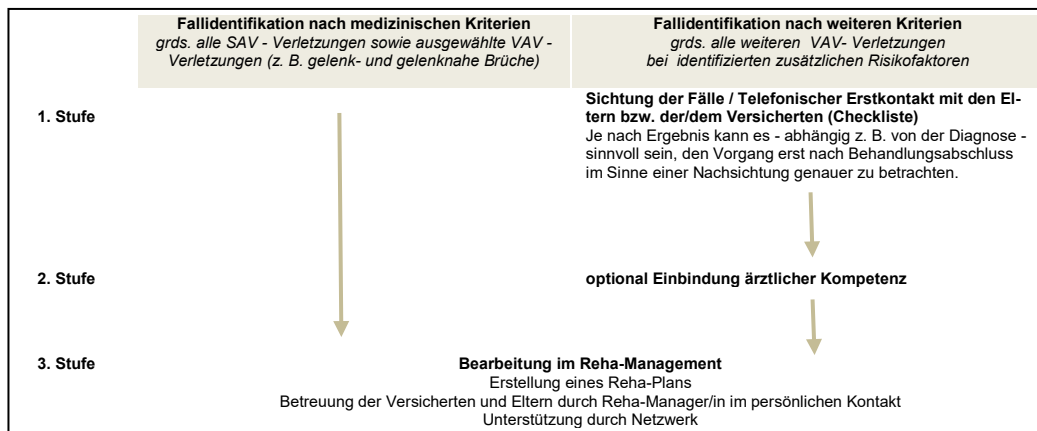 Fallidentifikation nach medizinischen Kriterien
grds. alle SAV - Verletzungen sowie ausgewählte VAV -
Verletzungen (z. B. gelenk- und gelenknahe Brüche)
Fallidentifikation nach weiteren Kriterien
grds. alle weiteren VAV- Verletzungen
bei identifizierten zusätzlichen Risikofaktoren
1. Stufe
Sichtung der Fälle / Telefonischer Erstkontakt mit den El-
tern bzw. der/dem Versicherten (Checkliste)
Je nach Ergebnis kann es - abhängig z. B. von der Diagnose -
sinnvoll sein, den Vorgang erst nach Behandlungsabschluss
im Sinne einer Nachsichtung genauer zu betrachten.
2. Stufe
optional Einbindung ärztlicher Kompetenz
3. Stufe
Bearbeitung im Reha-Management
Erstellung eines Reha-Plans
Betreuung der Versicherten und Eltern durch Reha-Manager/in im persönlichen Kontakt
Unterstützung durch Netzwerk